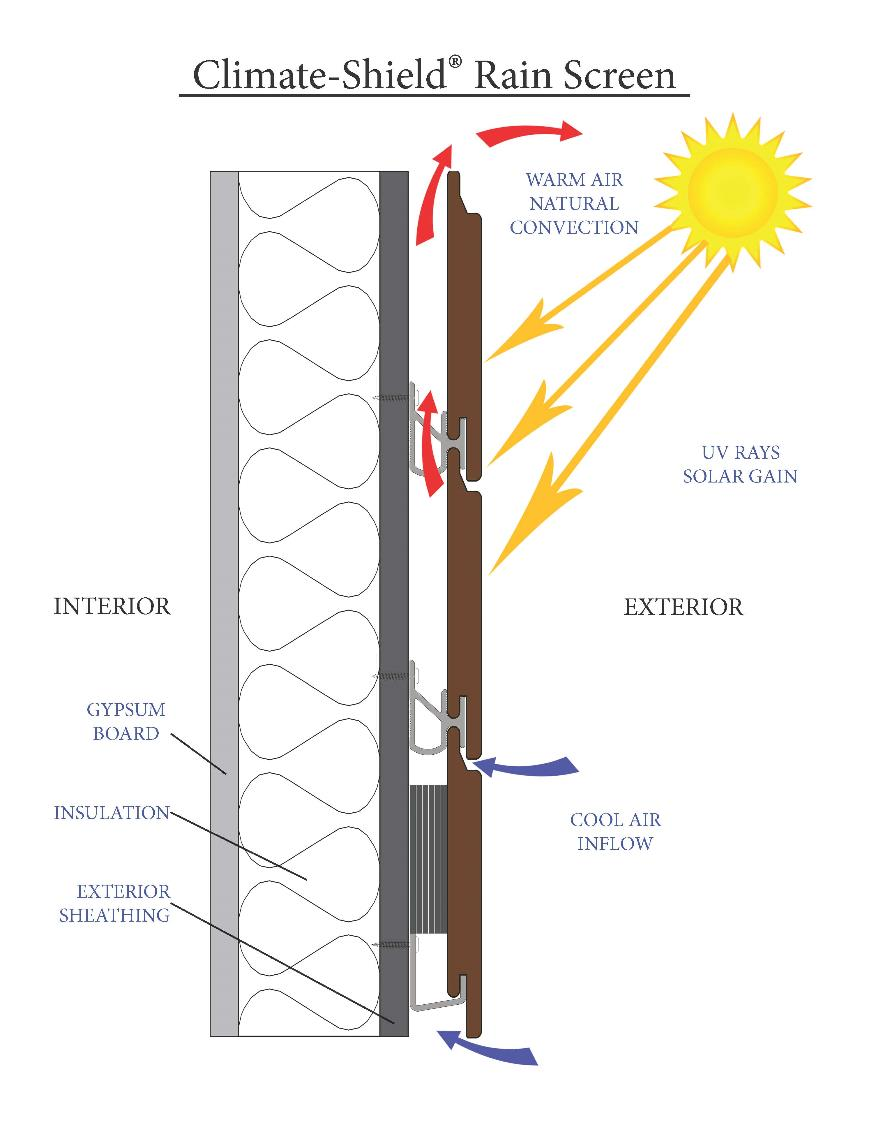 Climate-Shield® Rain Screen
WARM AIR
NATURAL
CONVECTION
UV RAYS
SOLAR GAIN
INTERIOR
EXTERIOR
GYPSUM
BOARD
INSULATION
COOL AIR
INFLOW
EXTERIOR
SHEATHING